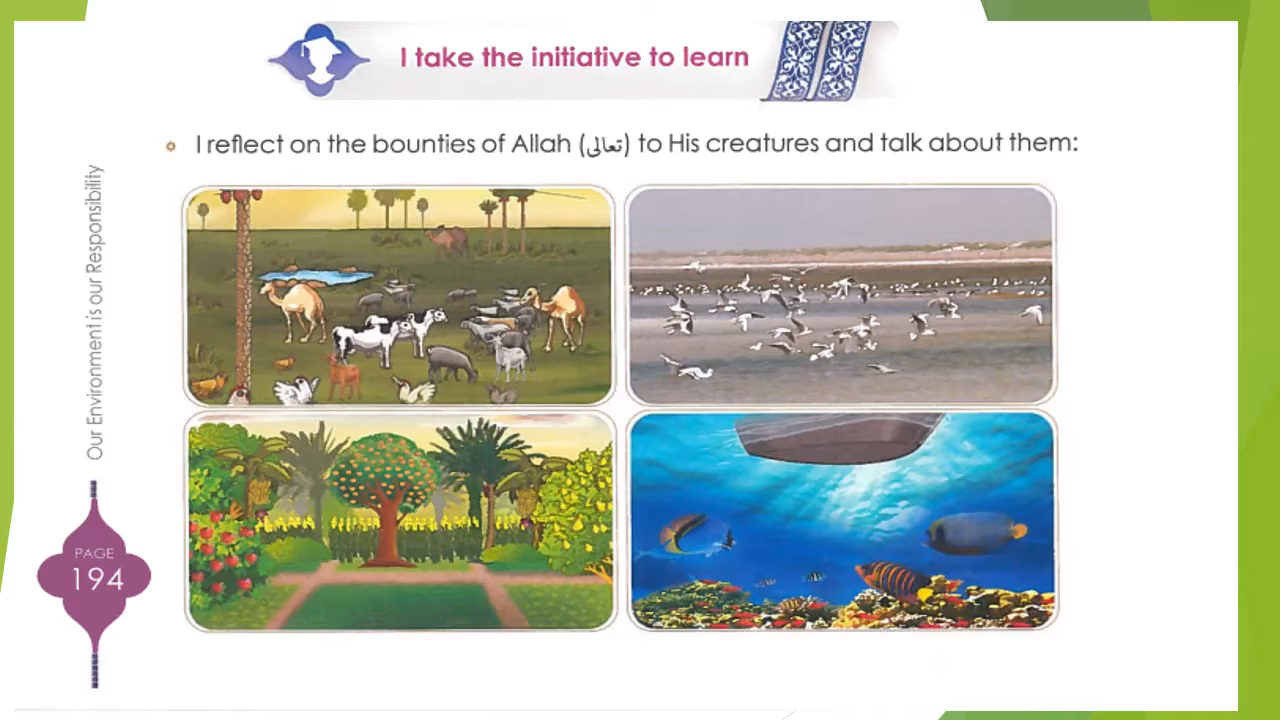 I take the initiative to learn
I reflect on the bounties of Allah (تعالى) to His creatures and talk about them:
Our Environment is our Responsibility
PAGE
194